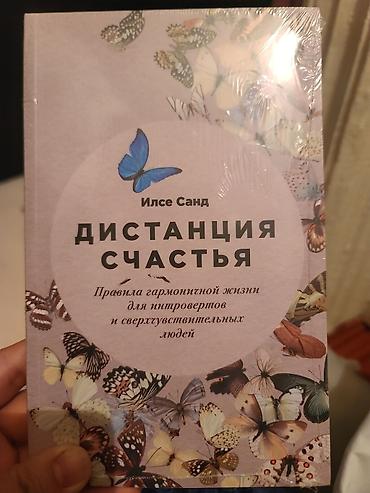 Илсе Санд
ДИСТАНЦИЯ
СЧАСТЬЯ
Правила гармоничной жизни
для интровертов
и сверхчувствительных
людей